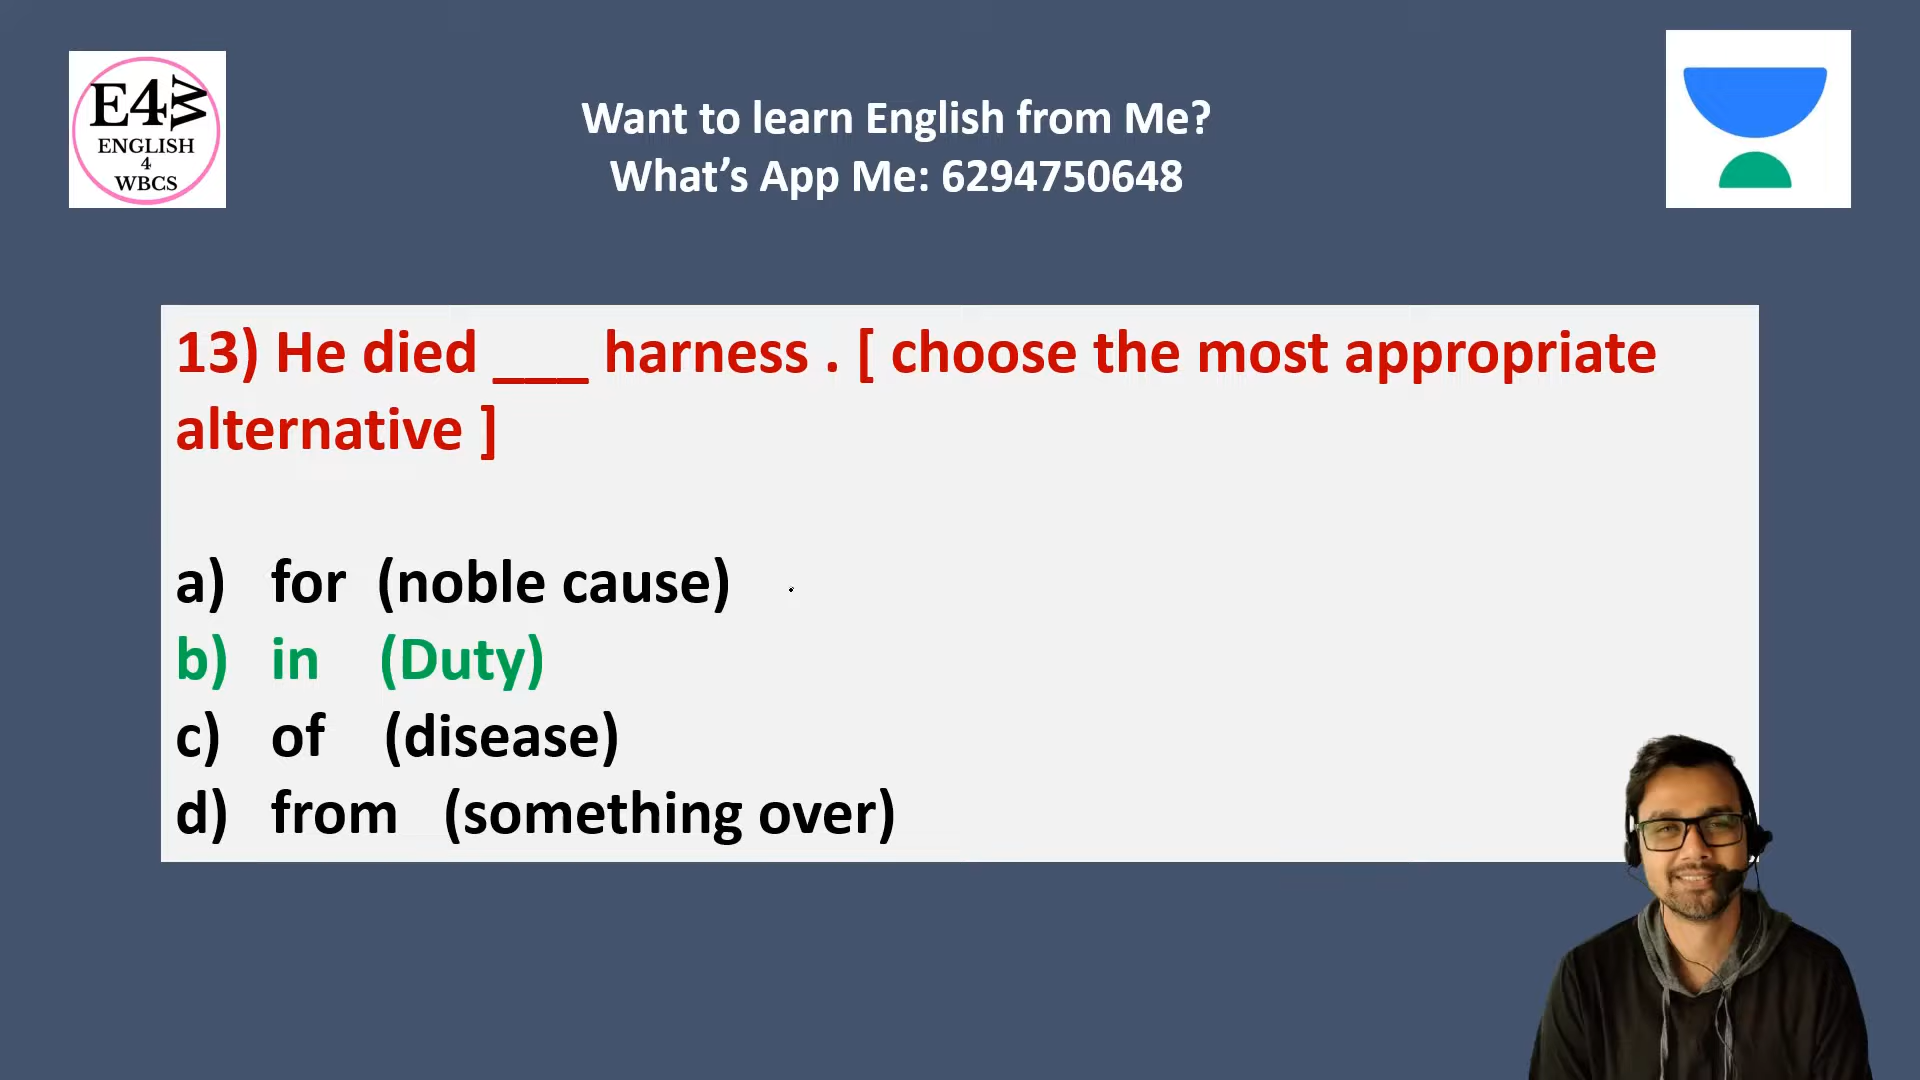 E4W
ENGLISH
4
WBCS
Want to learn English from Me?
What’s App Me: 6294750648
13) He died ___ harness . [ choose the most appropriate
alternative ]
a) for (noble cause)
b) in (Duty)
c) of (disease)
d) from (something over)